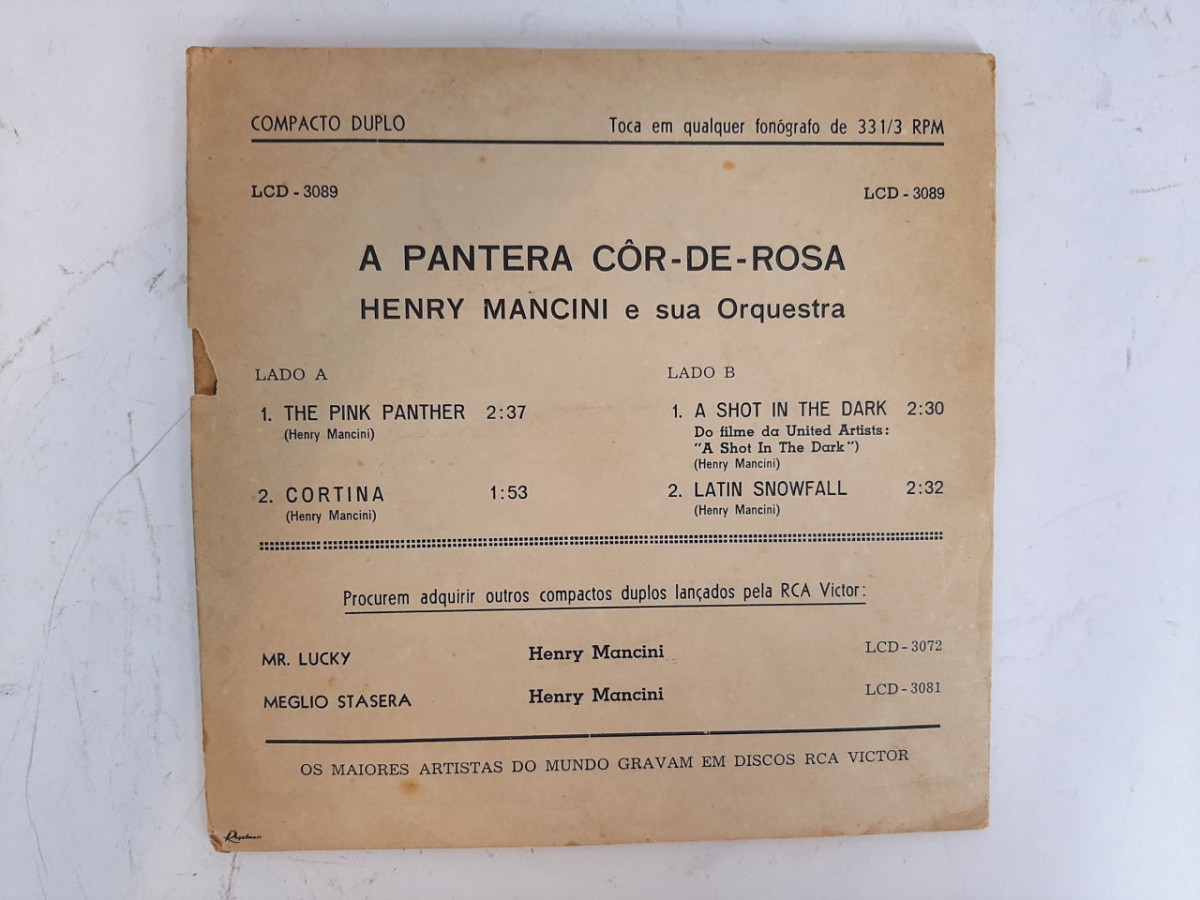 COMPACTO DUPLO Toca em qualquer fonógrafo de 331/3 RPM
LCD - 3089 LCD - 3089
A PANTERA CÔR-DE-ROSA
HENRY MANCINI e sua Orquestra
LADO A
1. THE PINK PANTHER 2:37
(Henry Mancini)
2. CORTINA 1:53
(Henry Mancini)
LADO B
1. A SHOT IN THE DARK 2:30
Do filme da United Artists:
"A Shot In The Dark")
(Henry Mancini)
2. LATIN SNOWFALL 2:32
(Henry Mancini)
Procurem adquirir outros compactos duplos lançados pela RCA Victor:
MR. LUCKY Henry Mancini LCD - 3072
MEGLIO STASERA Henry Mancini LCD - 3081
OS MAIORES ARTISTAS DO MUNDO GRAVAM EM DISCOS RCA VICTOR